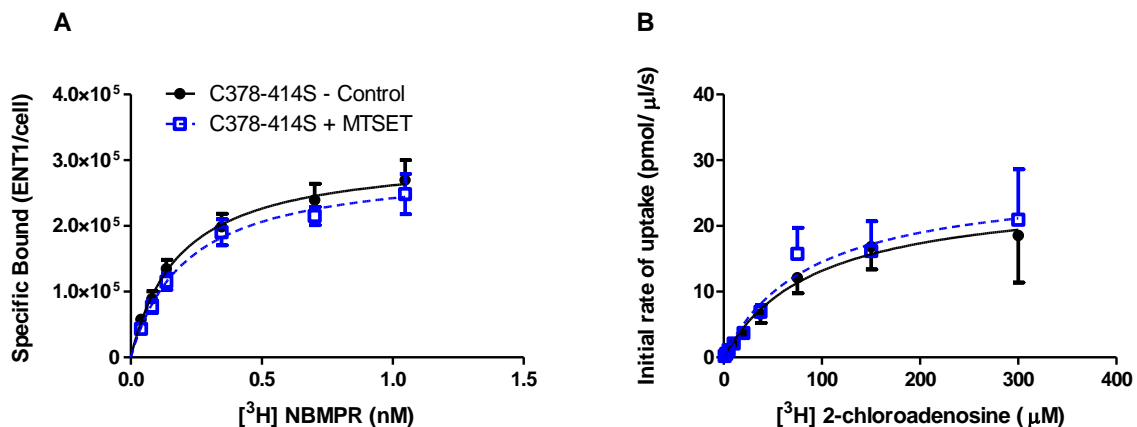 A
Specific Bound (ENT1/cell)
4.0×10⁵
3.0×10⁵
2.0×10⁵
1.0×10⁵
0
C378-414S - Control
C378-414S + MTSET
0.0 0.5 1.0 1.5
[³H] NBMPR (nM)
B
Initial rate of uptake (pmol/ μl/s)
40
30
20
10
0
0 100 200 300 400
[³H] 2-chloroadenosine ( μM)